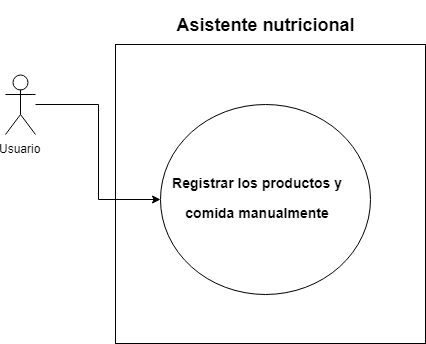 Asistente nutricional
Usuario
Registrar los productos y
comida manualmente